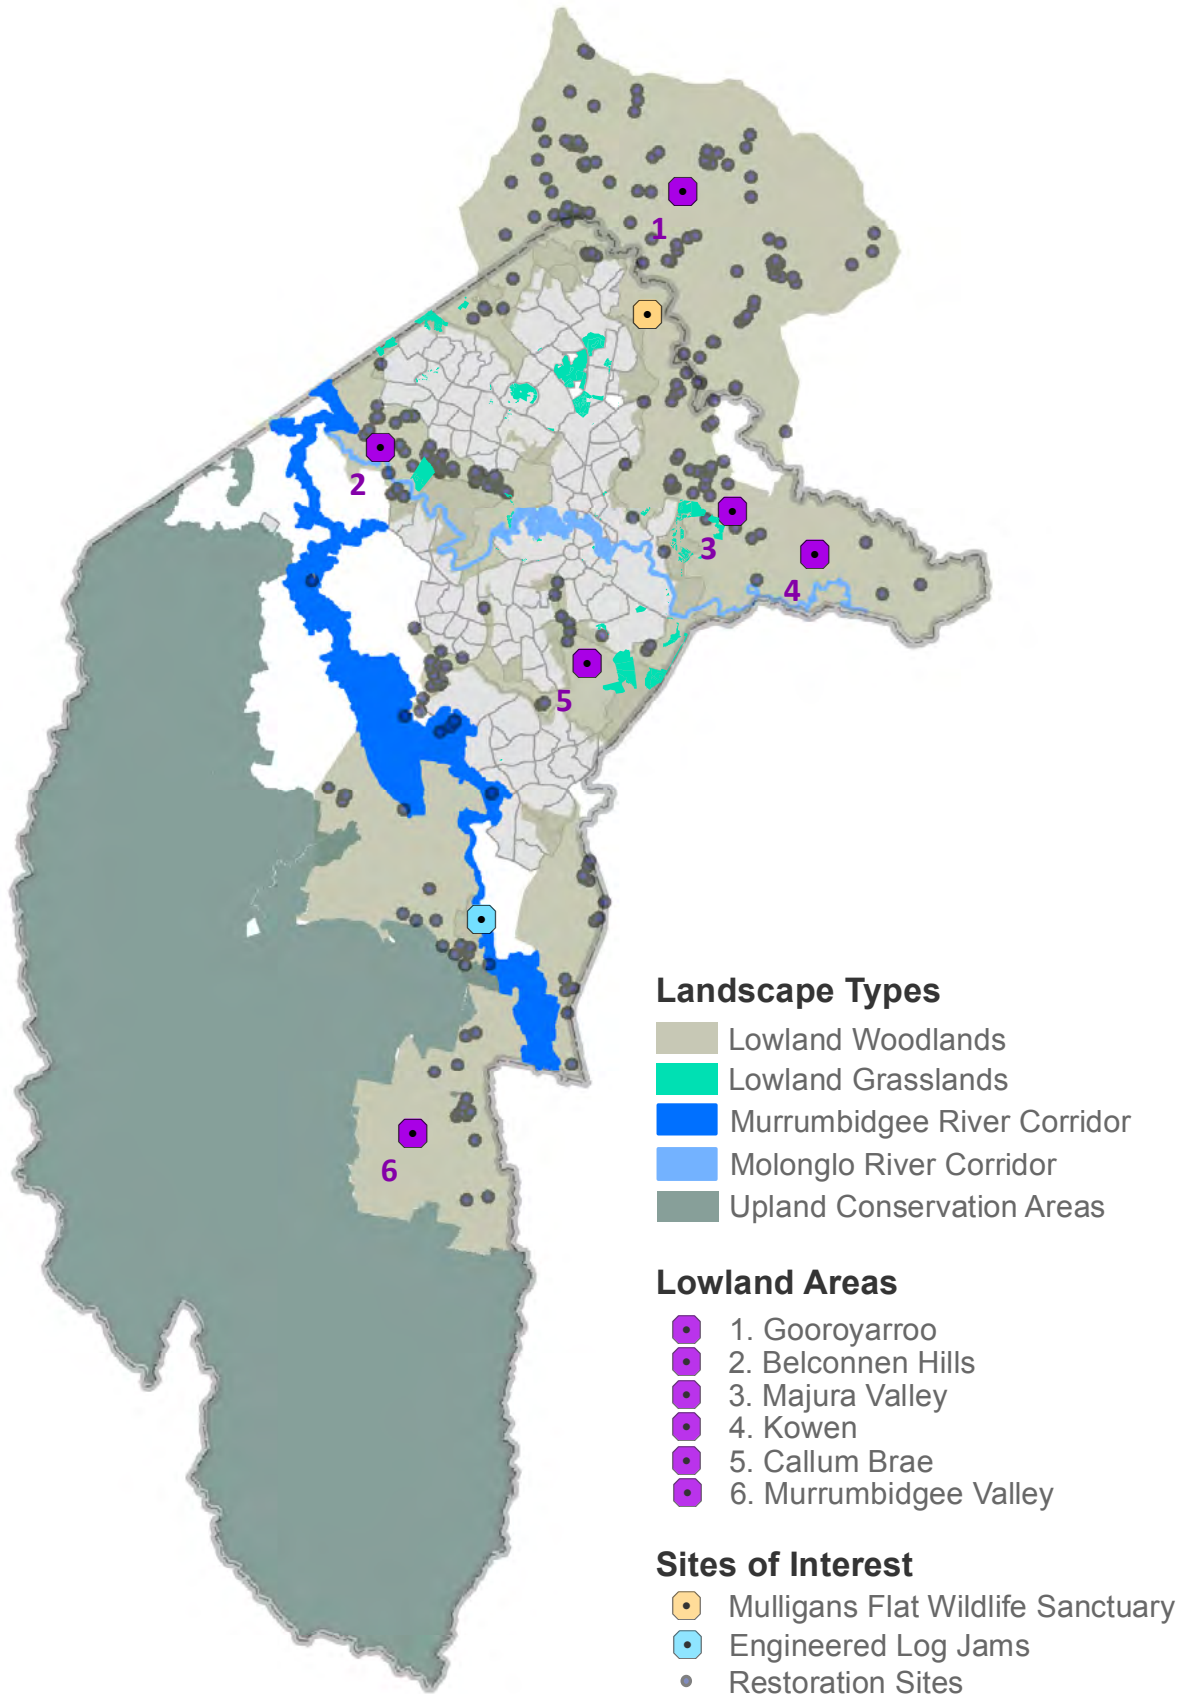 1
2
3
4
5
6
Landscape Types
Lowland Woodlands
Lowland Grasslands
Murrumbidgee River Corridor
Molonglo River Corridor
Upland Conservation Areas
Lowland Areas
1. Gooroyarroo
2. Belconnen Hills
3. Majura Valley
4. Kowen
5. Callum Brae
6. Murrumbidgee Valley
Sites of Interest
Mulligans Flat Wildlife Sanctuary
Engineered Log Jams
Restoration Sites